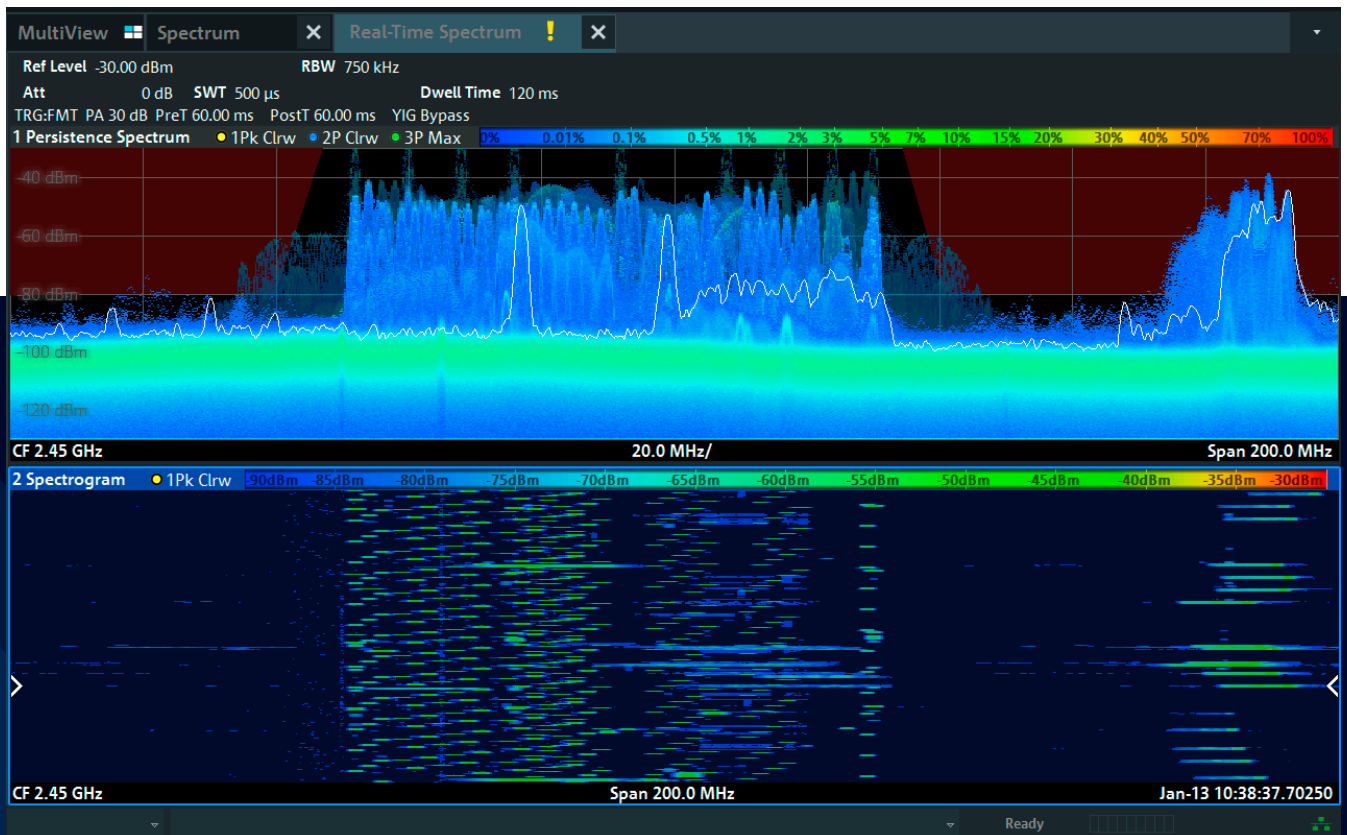 MultiView Spectrum ✕ Real-Time Spectrum ! ✕
Ref Level -30.00 dBm RBW 750 kHz
Att 0 dB SWT 500 µs Dwell Time 120 ms
TRG:FMT PA 30 dB PreT 60.00 ms PostT 60.00 ms YIG Bypass
1 Persistence Spectrum 1Pk Clrw 2P Clrw 3P Max 0% 0.01% 0.1% 0.5% 1% 2% 3% 5% 7% 10% 15% 20% 30% 40% 50% 70% 100%
-40 dBm
-60 dBm
-80 dBm
-100 dBm
-120 dBm
CF 2.45 GHz 20.0 MHz/ Span 200.0 MHz
2 Spectrogram 1Pk Clrw -90dBm -85dBm -80dBm -75dBm -70dBm -65dBm -60dBm -55dBm -50dBm -45dBm -40dBm -35dBm -30dBm
CF 2.45 GHz Span 200.0 MHz Jan-13 10:38:37.70250
Ready